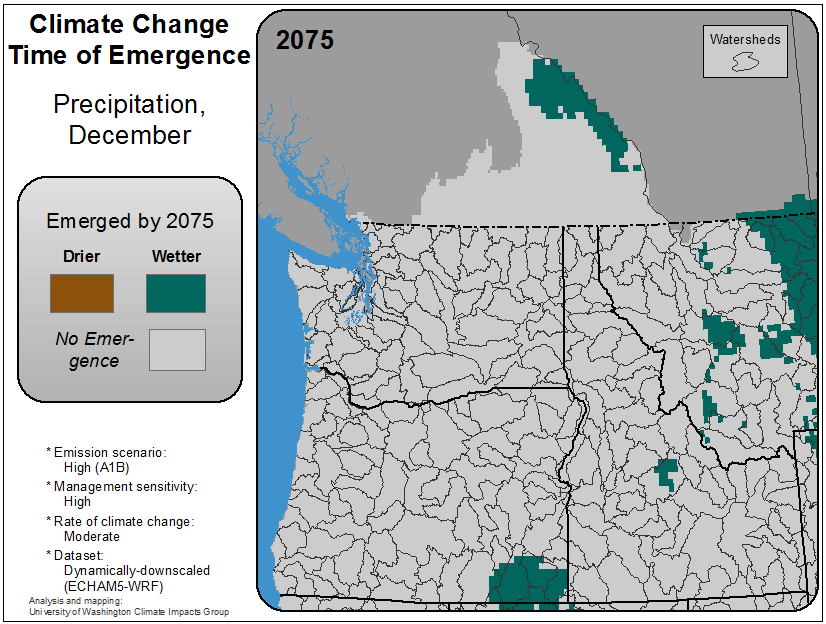 Climate Change
Time of Emergence
Precipitation,
December
Emerged by 2075
Drier
Wetter
No Emer-
gence
* Emission scenario:
High (A1B)
* Management sensitivity:
High
* Rate of climate change:
Moderate
* Dataset:
Dynamically-downscaled
(ECHAM5-WRF)
Analysis and mapping:
University of Washington Climate Impacts Group
2075
Watersheds